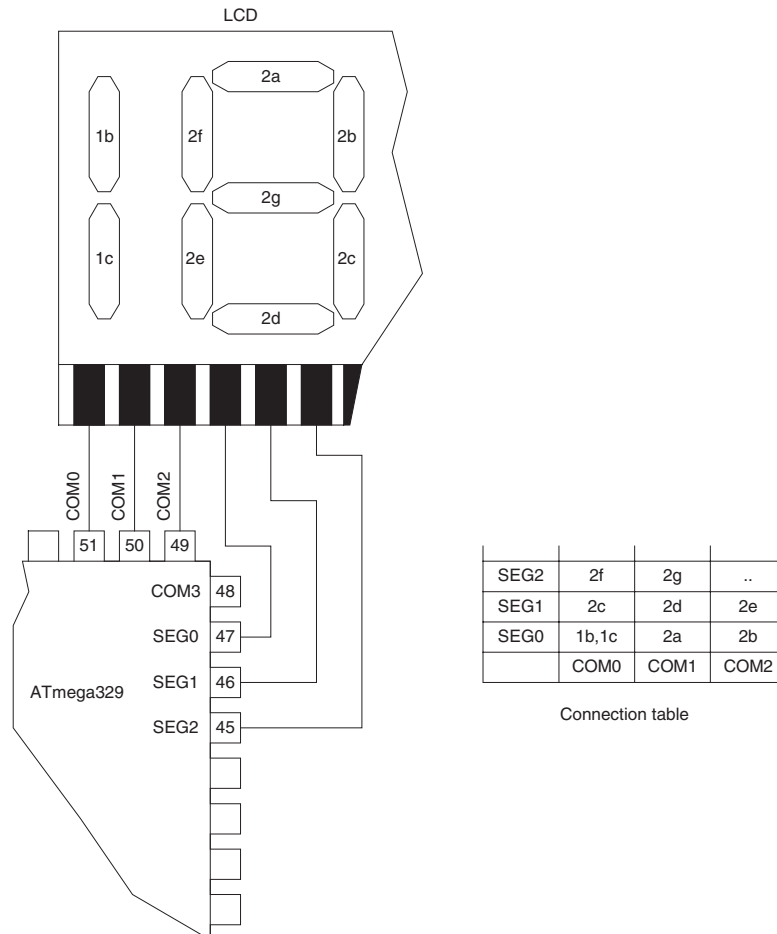 LCD
2a
1b 2f 2b
2g
1c 2e 2c
2d
COM0 COM1 COM2
51 50 49
COM3 48
SEG0 47
SEG1 46
ATmega329
SEG2 45
SEG2 2f 2g ..
SEG1 2c 2d 2e
SEG0 1b,1c 2a 2b
COM0 COM1 COM2
Connection table